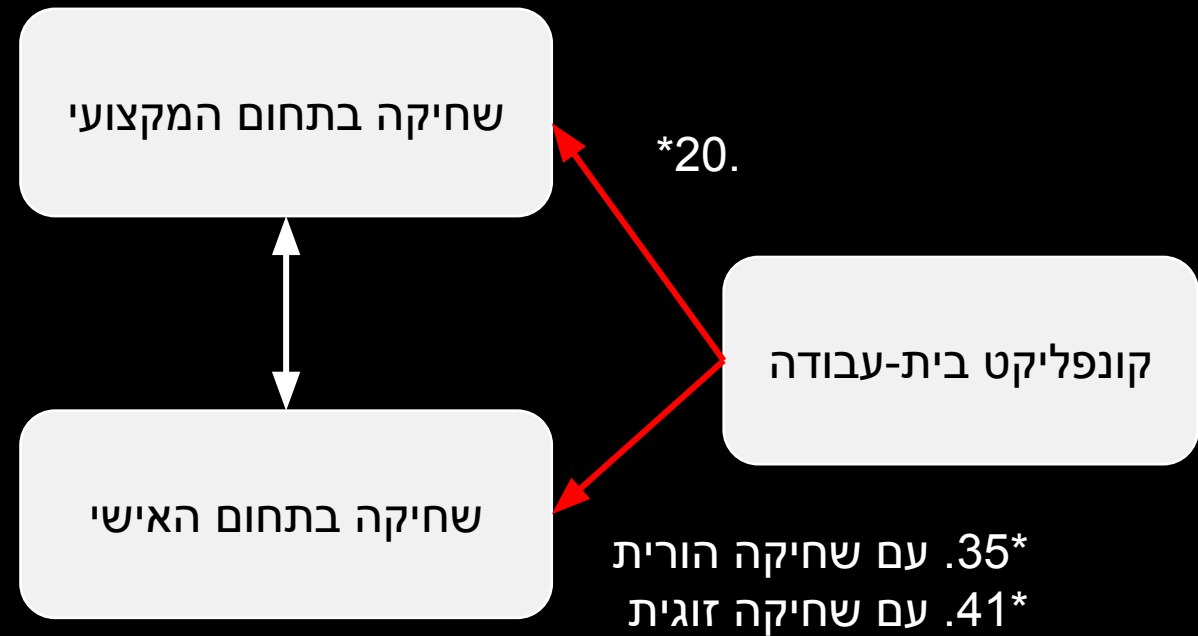 שחיקה בתחום המקצועי
*20.
קונפליקט בית-עבודה
שחיקה בתחום האישי
*35. עם שחיקה הורית
*41. עם שחיקה זוגית